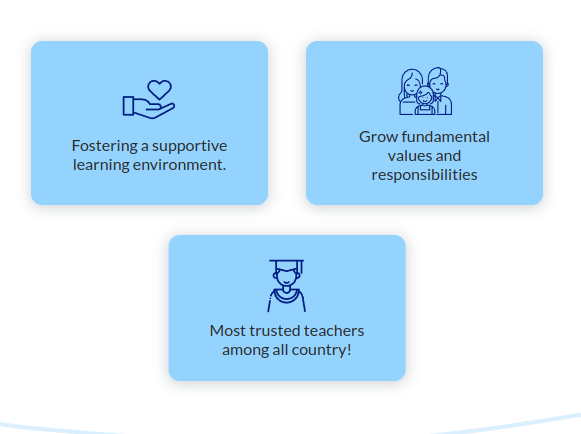 Fostering a supportive
learning environment.
Grow fundamental
values and
responsibilities
Most trusted teachers
among all country!